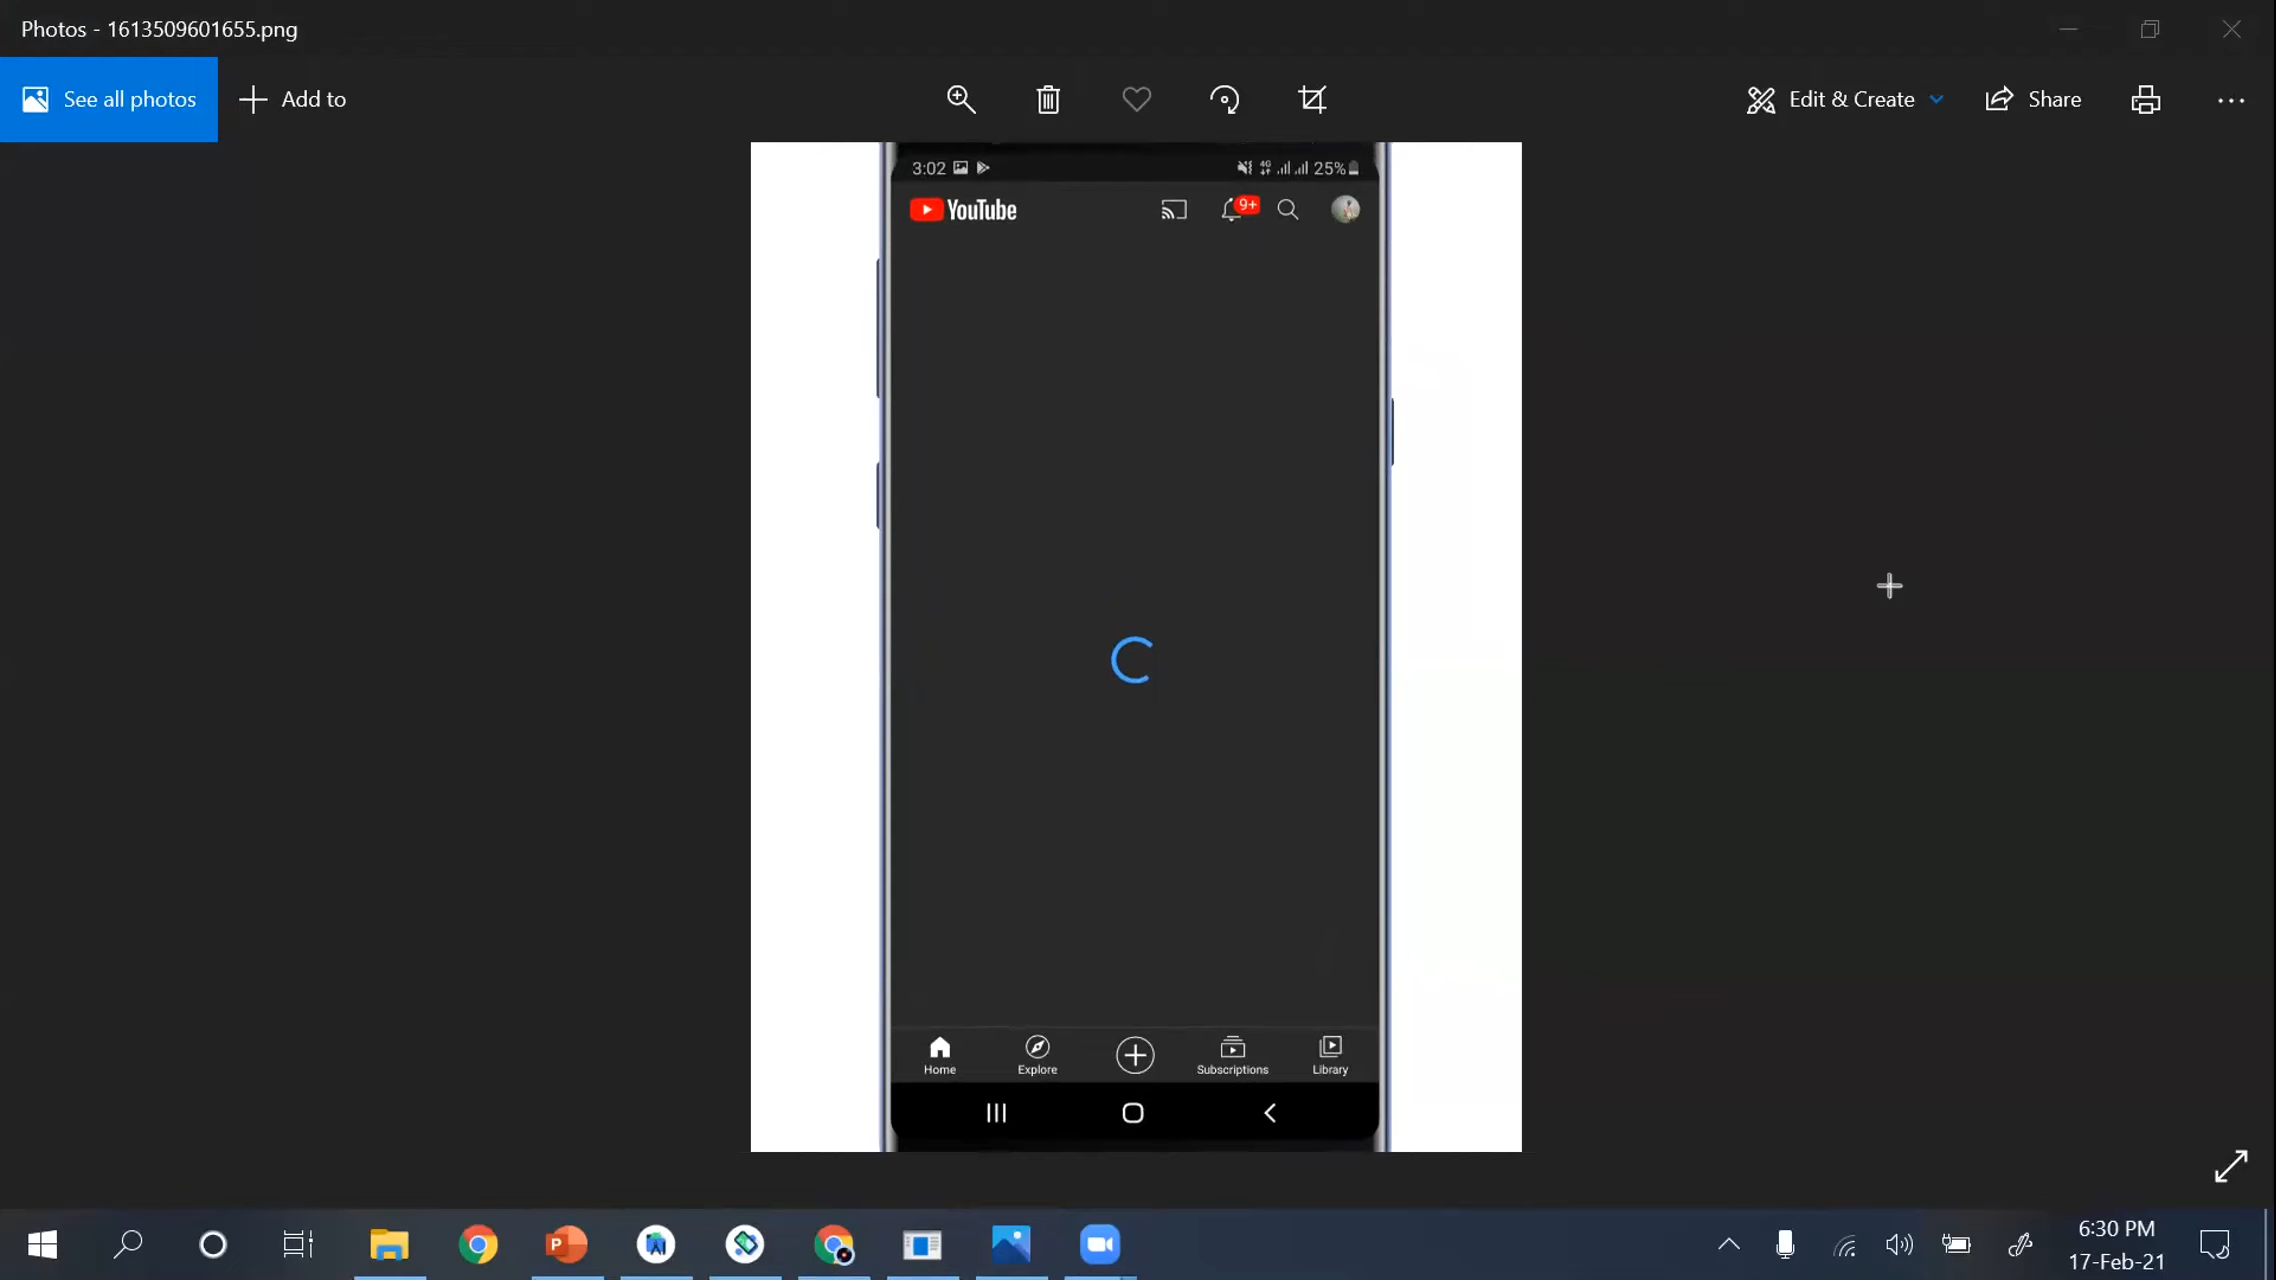 Photos - 1613509601655.png
See all photos
Add to
Edit & Create
Share
3:02
4G
25%
YouTube
9+
Home
Explore
Subscriptions
Library
6:30 PM
17-Feb-21